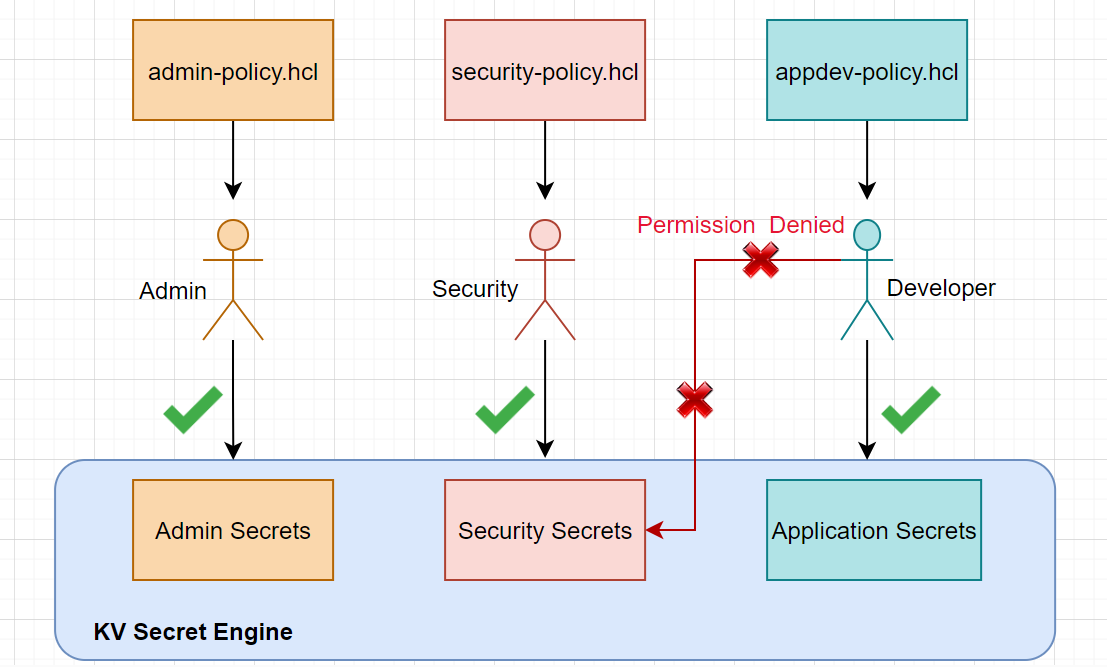 admin-policy.hcl
security-policy.hcl
appdev-policy.hcl
Permission Denied
Admin
Security
Developer
Admin Secrets
Security Secrets
Application Secrets
KV Secret Engine